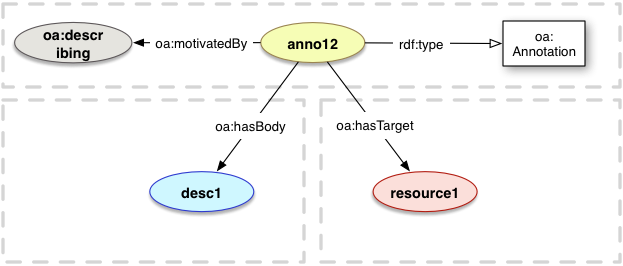 oa:descr
ibing
oa:motivatedBy
anno12
rdf:type
oa:
Annotation
oa:hasBody
oa:hasTarget
desc1
resource1